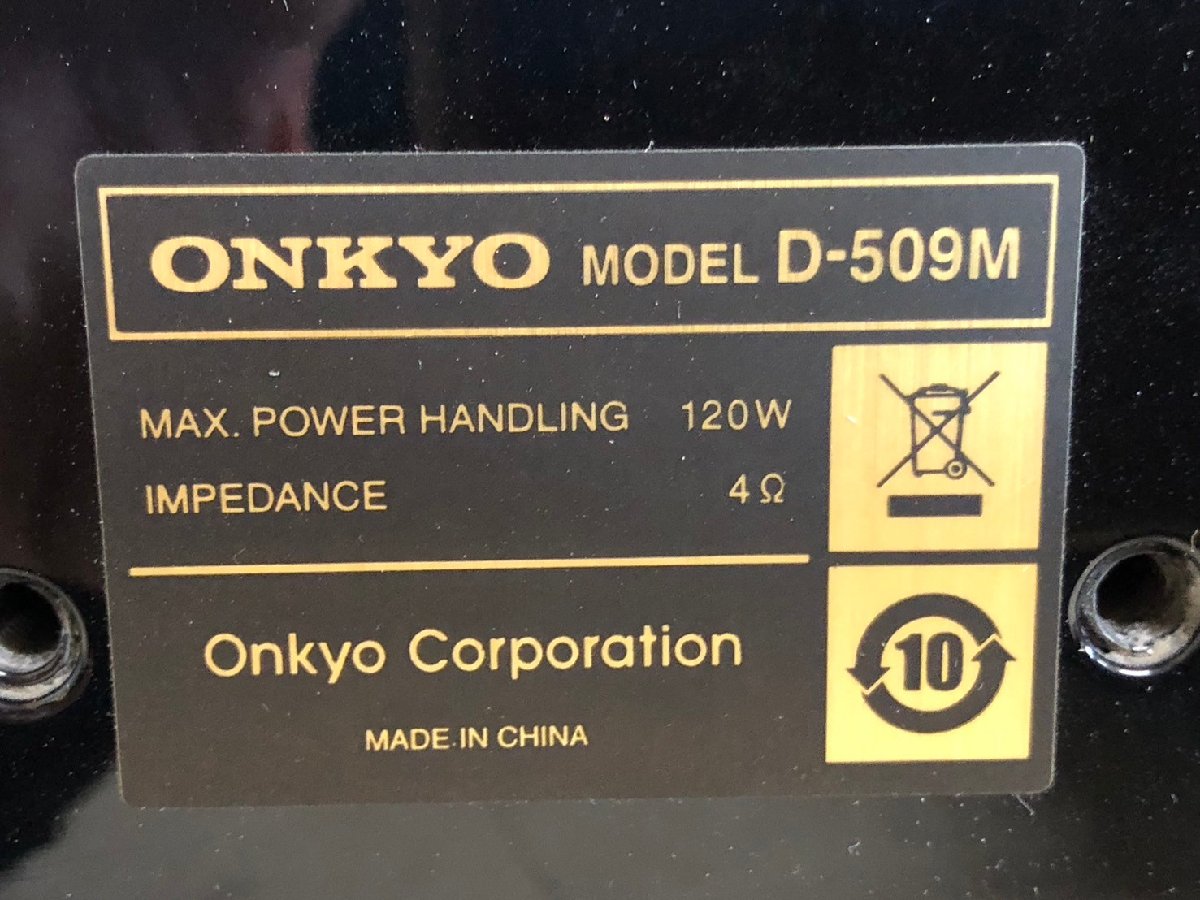 ONKYO MODEL D-509M
MAX. POWER HANDLING 120W
IMPEDANCE 4Ω
Onkyo Corporation
MADE IN CHINA
10